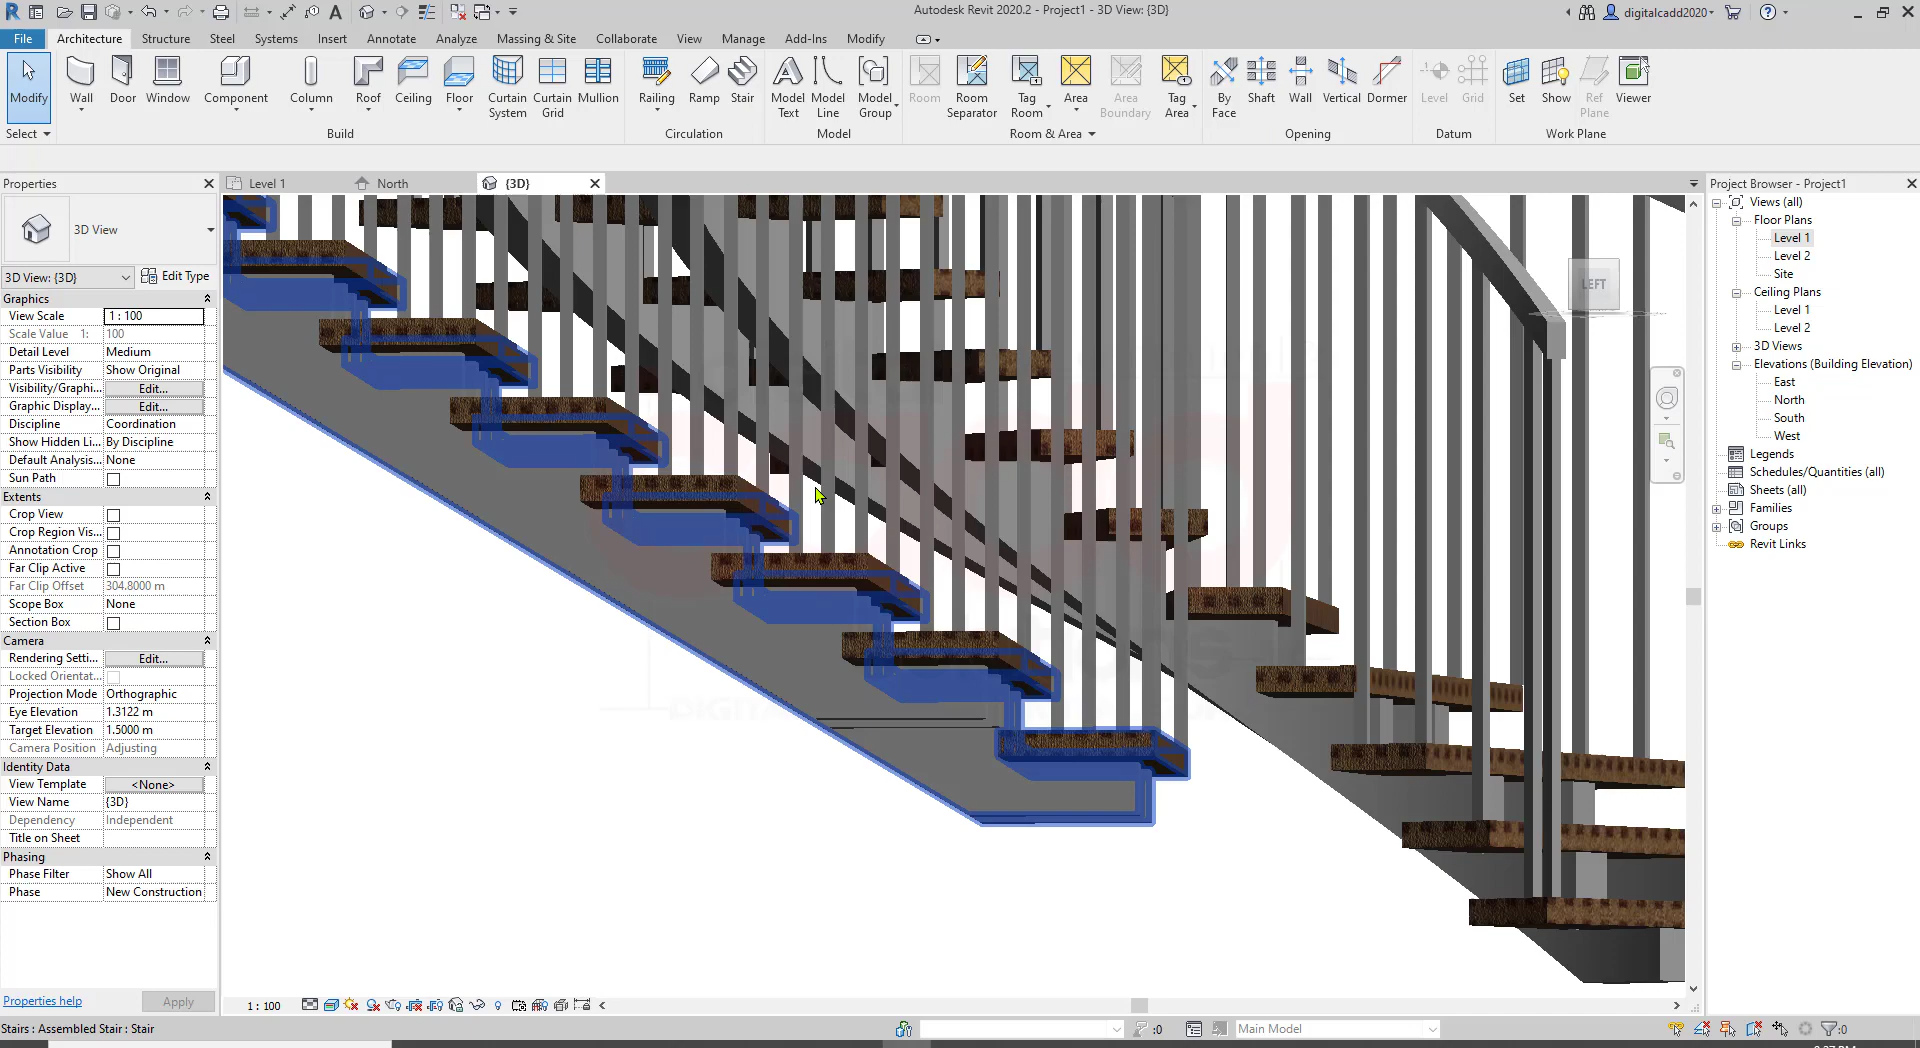 Autodesk Revit 2020.2 - Project1 - 3D View: {3D}
digitalcadd2020
File Architecture Structure Steel Systems Insert Annotate Analyze Massing & Site Collaborate View Manage Add-Ins Modify
Modify Wall Door Window Component Column Roof Ceiling Floor Curtain System Curtain Grid Mullion Railing Ramp Stair Model Text Model Line Model Group Room Room Separator Tag Room Area Area Boundary Tag Area By Face Shaft Wall Vertical Dormer Level Grid Set Show Ref Plane Viewer
Select Build Circulation Model Room & Area Opening Datum Work Plane
Properties
Level 1 North {3D}
3D View
3D View: {3D} Edit Type
Graphics
View Scale 1 : 100
Scale Value 1: 100
Detail Level Medium
Parts Visibility Show Original
Visibility/Graphi... Edit...
Graphic Display... Edit...
Discipline Coordination
Show Hidden Li... By Discipline
Default Analysis... None
Sun Path
Extents
Crop View
Crop Region Vis...
Annotation Crop
Far Clip Active
Far Clip Offset 304.8000 m
Scope Box None
Section Box
Camera
Rendering Setti... Edit...
Locked Orientat...
Projection Mode Orthographic
Eye Elevation 1.3122 m
Target Elevation 1.5000 m
Camera Position Adjusting
Identity Data
View Template <None>
View Name {3D}
Dependency Independent
Title on Sheet
Phasing
Phase Filter Show All
Phase New Construction
Properties help Apply
LEFT
Project Browser - Project1
Views (all)
Floor Plans
Level 1
Level 2
Site
Ceiling Plans
Level 1
Level 2
3D Views
Elevations (Building Elevation)
East
North
South
West
Legends
Schedules/Quantities (all)
Sheets (all)
Families
Groups
Revit Links
1 : 100
Stairs : Assembled Stair : Stair
:0
Main Model
:0